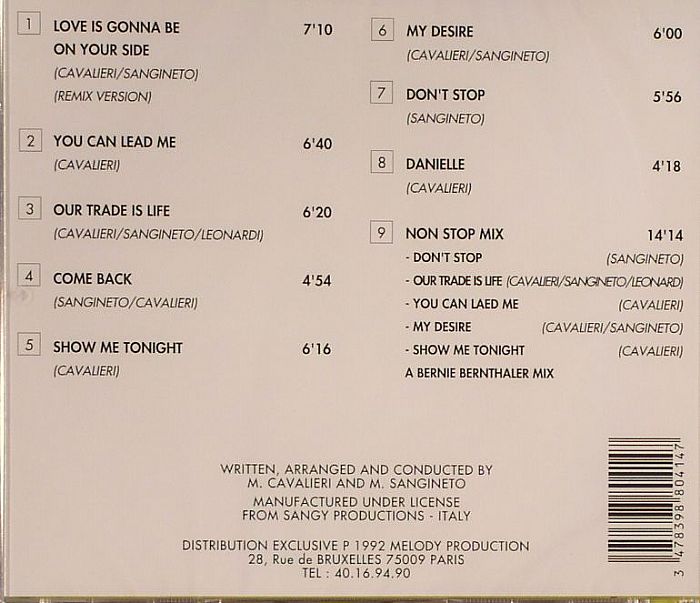 1 LOVE IS GONNA BE 7'10
ON YOUR SIDE
(CAVALIERI/SANGINETO)
(REMIX VERSION)
2 YOU CAN LEAD ME 6'40
(CAVALIERI)
3 OUR TRADE IS LIFE 6'20
(CAVALIERI/SANGINETO/LEONARDI)
4 COME BACK 4'54
(SANGINETO/CAVALIERI)
5 SHOW ME TONIGHT 6'16
(CAVALIERI)
6 MY DESIRE 6'00
(CAVALIERI/SANGINETO)
7 DON'T STOP 5'56
(SANGINETO)
8 DANIELLE 4'18
(CAVALIERI)
9 NON STOP MIX 14'14
- DON'T STOP (SANGINETO)
- OUR TRADE IS LIFE (CAVALIERI/SANGINETO/LEONARD)
- YOU CAN LAED ME (CAVALIERI)
- MY DESIRE (CAVALIERI/SANGINETO)
- SHOW ME TONIGHT (CAVALIERI)
A BERNIE BERNTHALER MIX
WRITTEN, ARRANGED AND CONDUCTED BY
M. CAVALIERI AND M. SANGINETO
MANUFACTURED UNDER LICENSE
FROM SANGY PRODUCTIONS - ITALY
DISTRIBUTION EXCLUSIVE P 1992 MELODY PRODUCTION
28, Rue de BRUXELLES 75009 PARIS
TEL : 40.16.94.90
3 478398 804147